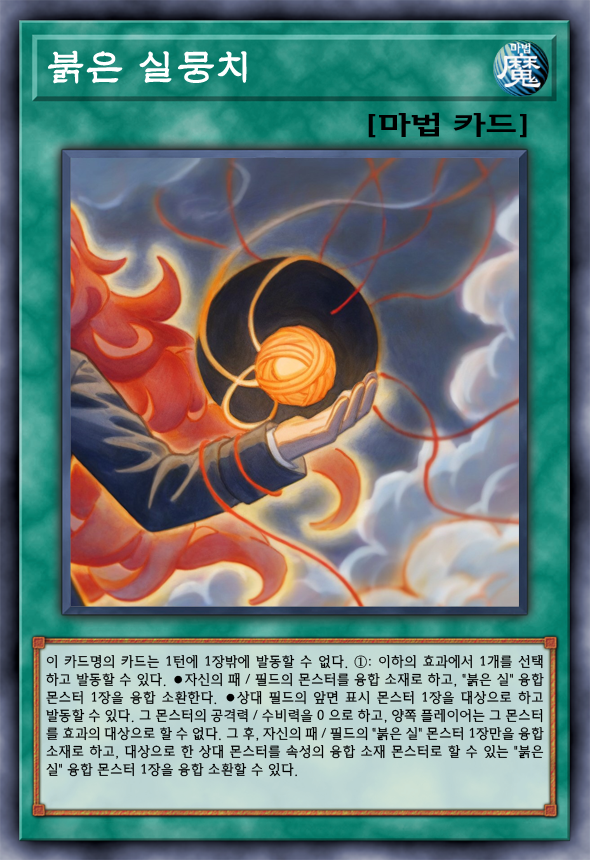 붉은 실뭉치
마법
魔
[마법 카드]
이 카드명의 카드는 1턴에 1장밖에 발동할 수 없다. ①: 이하의 효과에서 1개를 선택
하고 발동할 수 있다. ●자신의 패 / 필드의 몬스터를 융합 소재로 하고, "붉은 실" 융합
몬스터 1장을 융합 소환한다. ●상대 필드의 앞면 표시 몬스터 1장을 대상으로 하고
발동할 수 있다. 그 몬스터의 공격력 / 수비력을 0 으로 하고, 양쪽 플레이어는 그 몬스터
를 효과의 대상으로 할 수 없다. 그 후, 자신의 패 / 필드의 "붉은 실" 몬스터 1장만을 융합
소재로 하고, 대상으로 한 상대 몬스터를 속성의 융합 소재 몬스터로 할 수 있는 "붉은
실" 융합 몬스터 1장을 융합 소환할 수 있다.